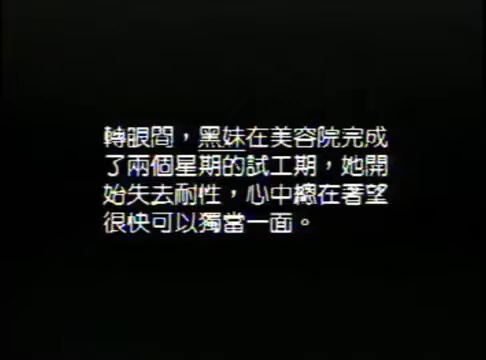 轉眼間，黑妹在美容院完成
了兩個星期的試工期，她開
始失去耐性，心中總在著望
很快可以獨當一面。